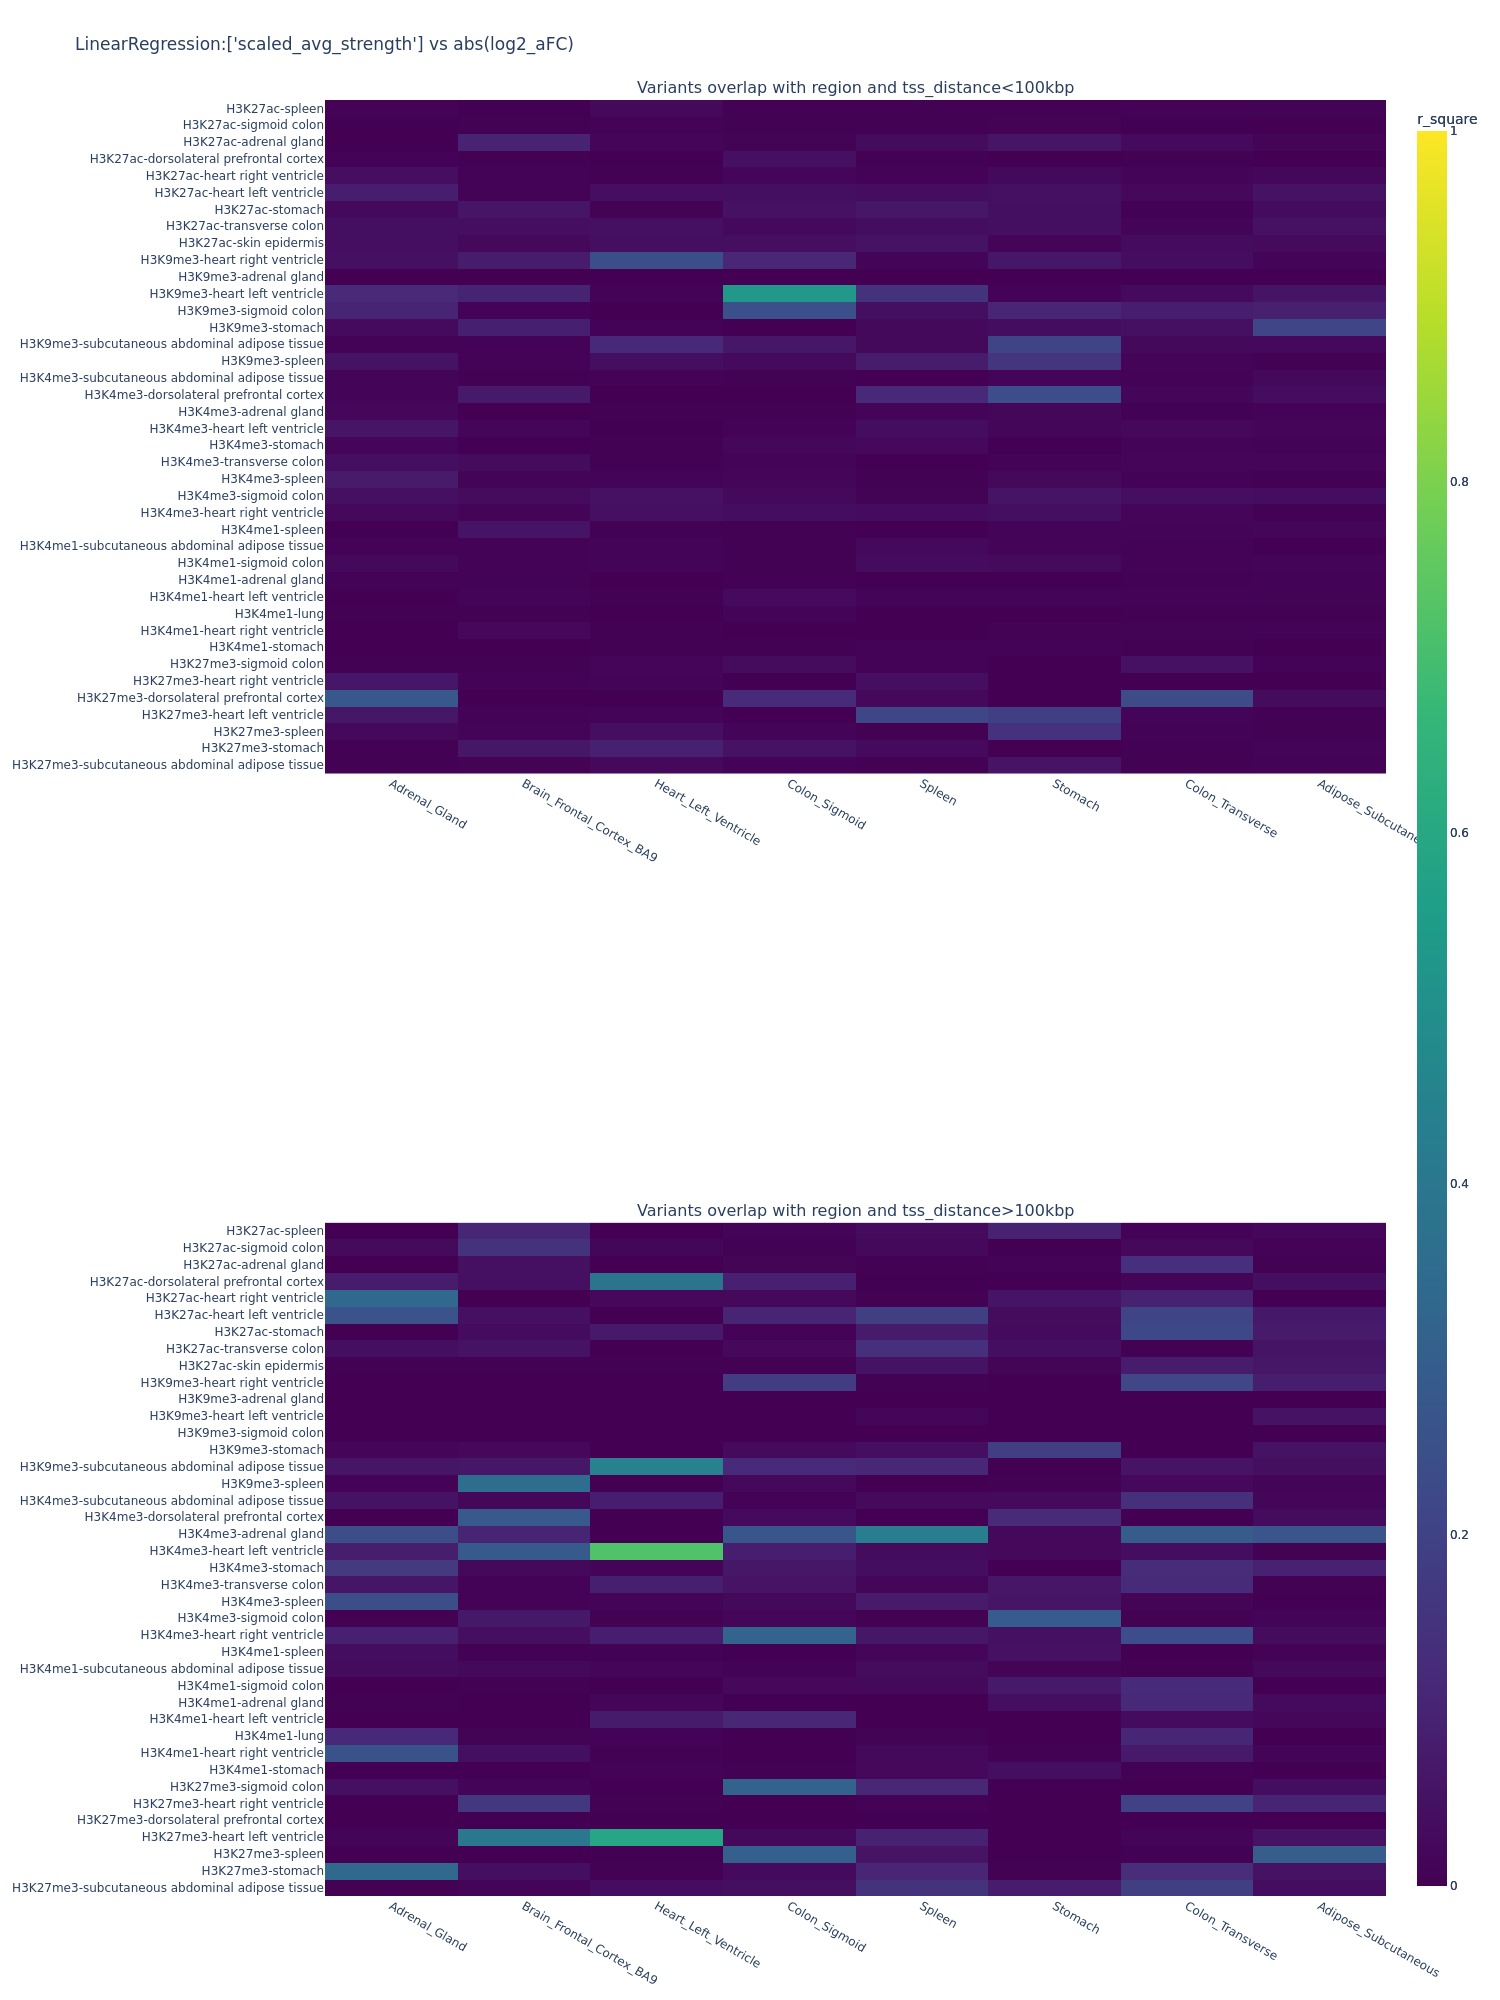 LinearRegression:['scaled_avg_strength'] vs abs(log2_aFC)
Variants overlap with region and tss_distance<100kbp
H3K27ac-spleen
H3K27ac-sigmoid colon
H3K27ac-adrenal gland
H3K27ac-dorsolateral prefrontal cortex
H3K27ac-heart right ventricle
H3K27ac-heart left ventricle
H3K27ac-stomach
H3K27ac-transverse colon
H3K27ac-skin epidermis
H3K9me3-heart right ventricle
H3K9me3-adrenal gland
H3K9me3-heart left ventricle
H3K9me3-sigmoid colon
H3K9me3-stomach
H3K9me3-subcutaneous abdominal adipose tissue
H3K9me3-spleen
H3K4me3-subcutaneous abdominal adipose tissue
H3K4me3-dorsolateral prefrontal cortex
H3K4me3-adrenal gland
H3K4me3-heart left ventricle
H3K4me3-stomach
H3K4me3-transverse colon
H3K4me3-spleen
H3K4me3-sigmoid colon
H3K4me3-heart right ventricle
H3K4me1-spleen
H3K4me1-subcutaneous abdominal adipose tissue
H3K4me1-sigmoid colon
H3K4me1-adrenal gland
H3K4me1-heart left ventricle
H3K4me1-lung
H3K4me1-heart right ventricle
H3K4me1-stomach
H3K27me3-sigmoid colon
H3K27me3-heart right ventricle
H3K27me3-dorsolateral prefrontal cortex
H3K27me3-heart left ventricle
H3K27me3-spleen
H3K27me3-stomach
H3K27me3-subcutaneous abdominal adipose tissue
Adrenal_Gland
Brain_Frontal_Cortex_BA9
Heart_Left_Ventricle
Colon_Sigmoid
Spleen
Stomach
Colon_Transverse
r_square
1
0.8
0.6
0.4
0.2
0
Variants overlap with region and tss_distance>100kbp
H3K27ac-spleen
H3K27ac-sigmoid colon
H3K27ac-adrenal gland
H3K27ac-dorsolateral prefrontal cortex
H3K27ac-heart right ventricle
H3K27ac-heart left ventricle
H3K27ac-stomach
H3K27ac-transverse colon
H3K27ac-skin epidermis
H3K9me3-heart right ventricle
H3K9me3-adrenal gland
H3K9me3-heart left ventricle
H3K9me3-sigmoid colon
H3K9me3-stomach
H3K9me3-subcutaneous abdominal adipose tissue
H3K9me3-spleen
H3K4me3-subcutaneous abdominal adipose tissue
H3K4me3-dorsolateral prefrontal cortex
H3K4me3-adrenal gland
H3K4me3-heart left ventricle
H3K4me3-stomach
H3K4me3-transverse colon
H3K4me3-spleen
H3K4me3-sigmoid colon
H3K4me3-heart right ventricle
H3K4me1-spleen
H3K4me1-subcutaneous abdominal adipose tissue
H3K4me1-sigmoid colon
H3K4me1-adrenal gland
H3K4me1-heart left ventricle
H3K4me1-lung
H3K4me1-heart right ventricle
H3K4me1-stomach
H3K27me3-sigmoid colon
H3K27me3-heart right ventricle
H3K27me3-dorsolateral prefrontal cortex
H3K27me3-heart left ventricle
H3K27me3-spleen
H3K27me3-stomach
H3K27me3-subcutaneous abdominal adipose tissue
Adrenal_Gland
Brain_Frontal_Cortex_BA9
Heart_Left_Ventricle
Colon_Sigmoid
Spleen
Stomach
Colon_Transverse
Adipose_Subcutaneous